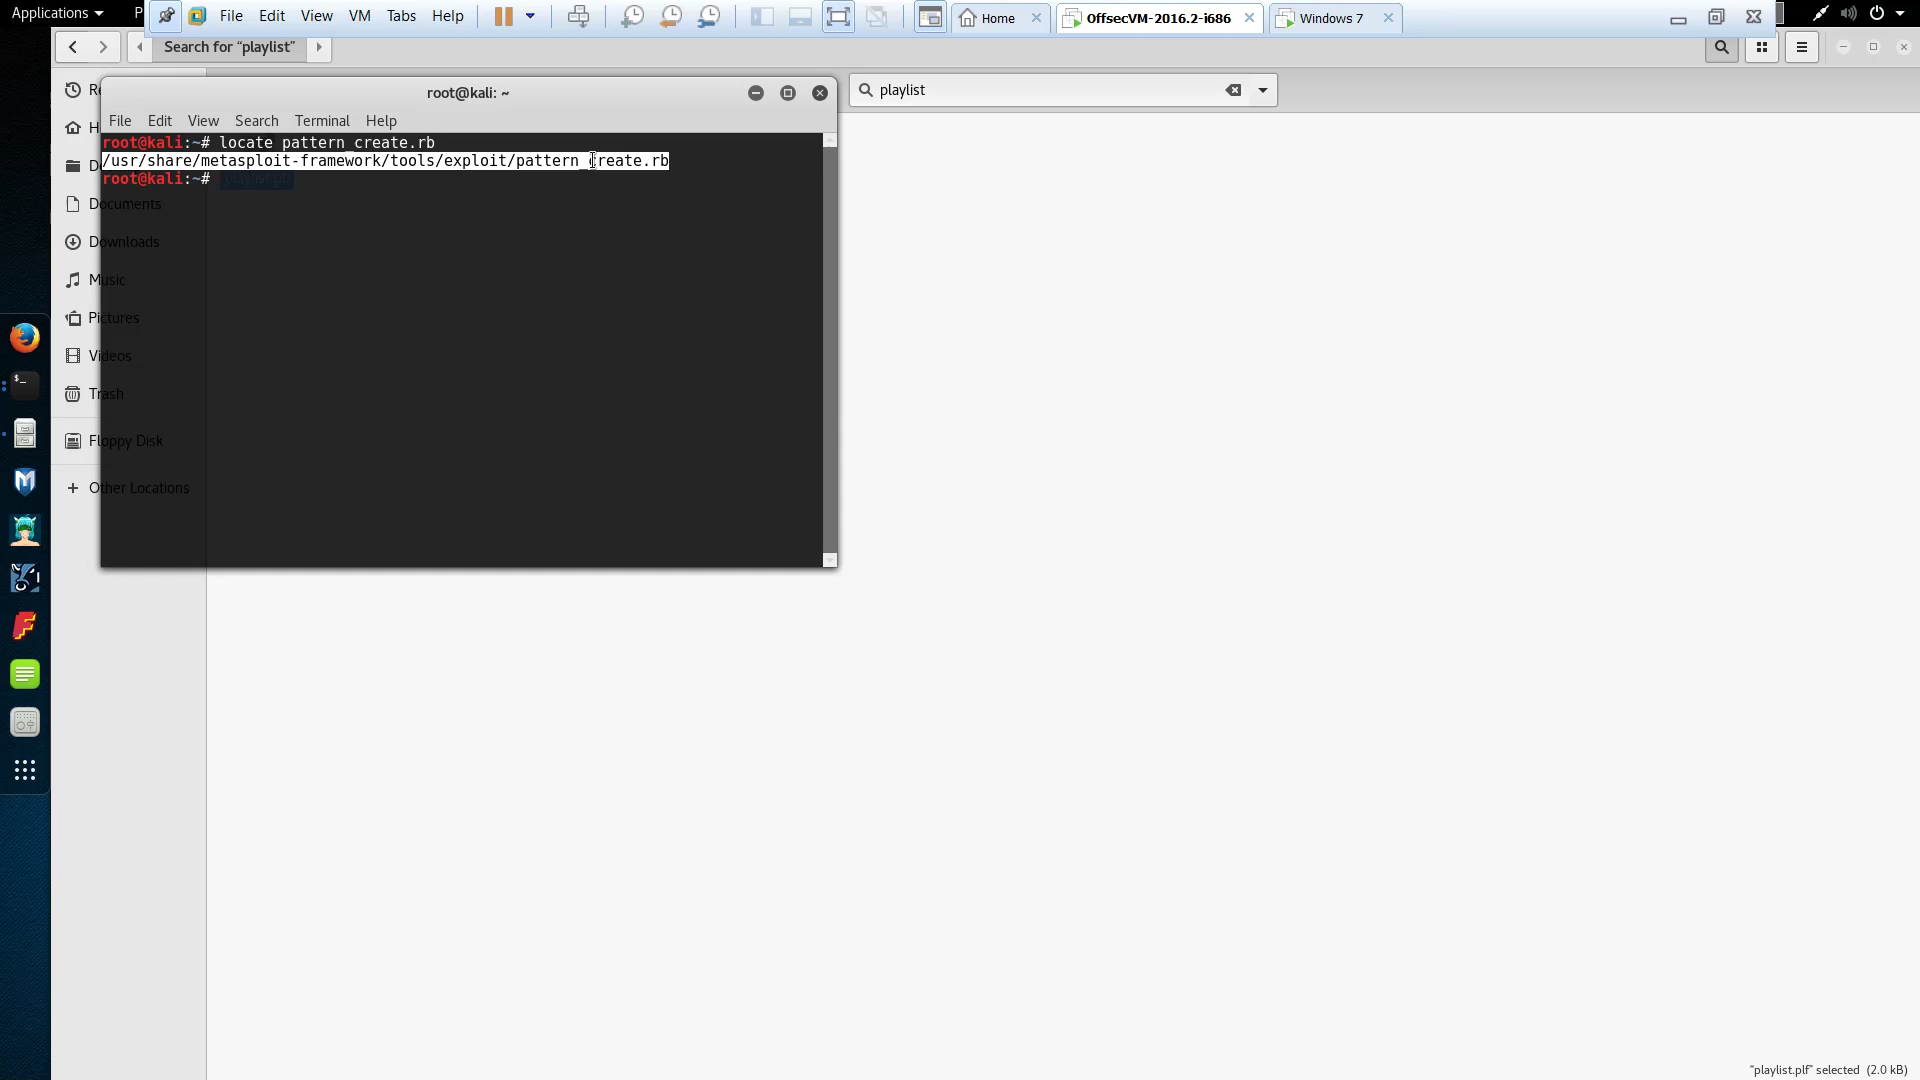 Applications
P
File Edit View VM Tabs Help
Home
OffsecVM-2016.2-i686
Windows 7
Search for “playlist”
playlist
root@kali: ~
File Edit View Search Terminal Help
root@kali:~# locate pattern_create.rb
/usr/share/metasploit-framework/tools/exploit/pattern_create.rb
root@kali:~#
Re
H
De
Documents
Downloads
Music
Pictures
Videos
Trash
Floppy Disk
+ Other Locations
“playlist.plf” selected (2.0 kB)